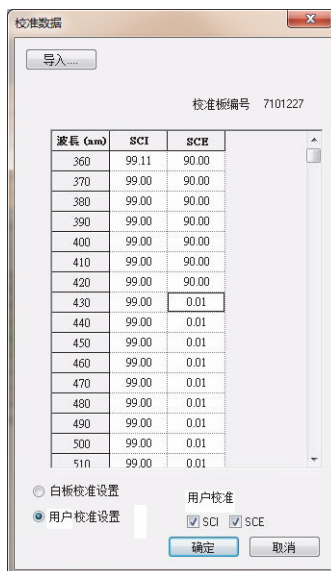 校准数据
导入....
校准板编号 7101227
波長 (nm) SCI SCE
360 99.11 90.00
370 99.00 90.00
380 99.00 90.00
390 99.00 90.00
400 99.00 90.00
410 99.00 90.00
420 99.00 90.00
430 99.00 0.01
440 99.00 0.01
450 99.00 0.01
460 99.00 0.01
470 99.00 0.01
480 99.00 0.01
490 99.00 0.01
500 99.00 0.01
510 99.00 0.01
白板校准设置
用户校准设置
用户校准
SCI SCE
确定 取消